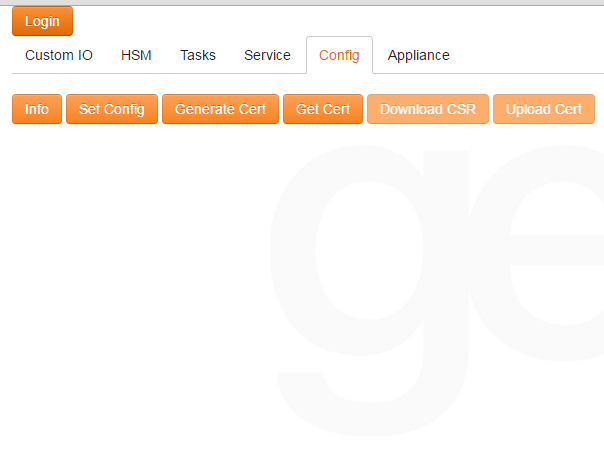 Login
Custom IO HSM Tasks Service Config Appliance
Info Set Config Generate Cert Get Cert Download CSR Upload Cert
ge